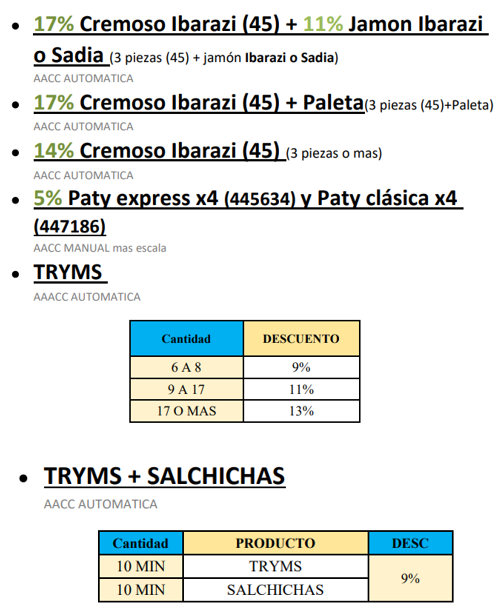 • 17% Cremoso Ibarazi (45) + 11% Jamon Ibarazi
o Sadia (3 piezas (45) + jamón Ibarazi o Sadia)
AACC AUTOMATICA
• 17% Cremoso Ibarazi (45) + Paleta(3 piezas (45)+Paleta)
AACC AUTOMATICA
• 14% Cremoso Ibarazi (45) (3 piezas o mas)
AACC AUTOMATICA
• 5% Paty express x4 (445634) y Paty clásica x4
(447186)
AACC MANUAL mas escala
• TRYMS
AAACC AUTOMATICA
Cantidad DESCUENTO
6 A 8 9%
9 A 17 11%
17 O MAS 13%
• TRYMS + SALCHICHAS
AACC AUTOMATICA
Cantidad PRODUCTO DESC
10 MIN TRYMS
9%
10 MIN SALCHICHAS